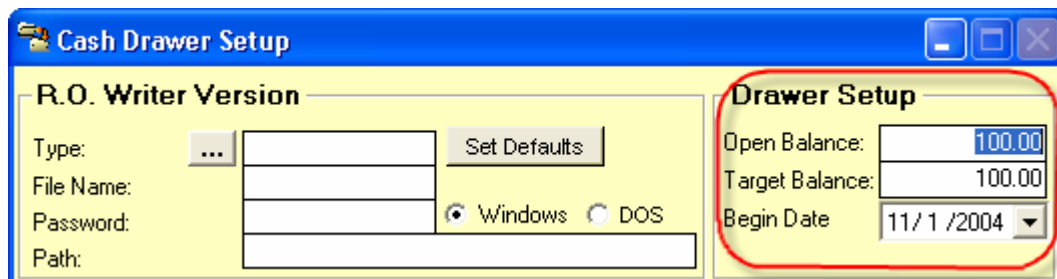 Cash Drawer Setup
R.O. Writer Version
Type: ... Set Defaults
File Name:
Password: Windows DOS
Path:
Drawer Setup
Open Balance: 100.00
Target Balance: 100.00
Begin Date 11/ 1 /2004